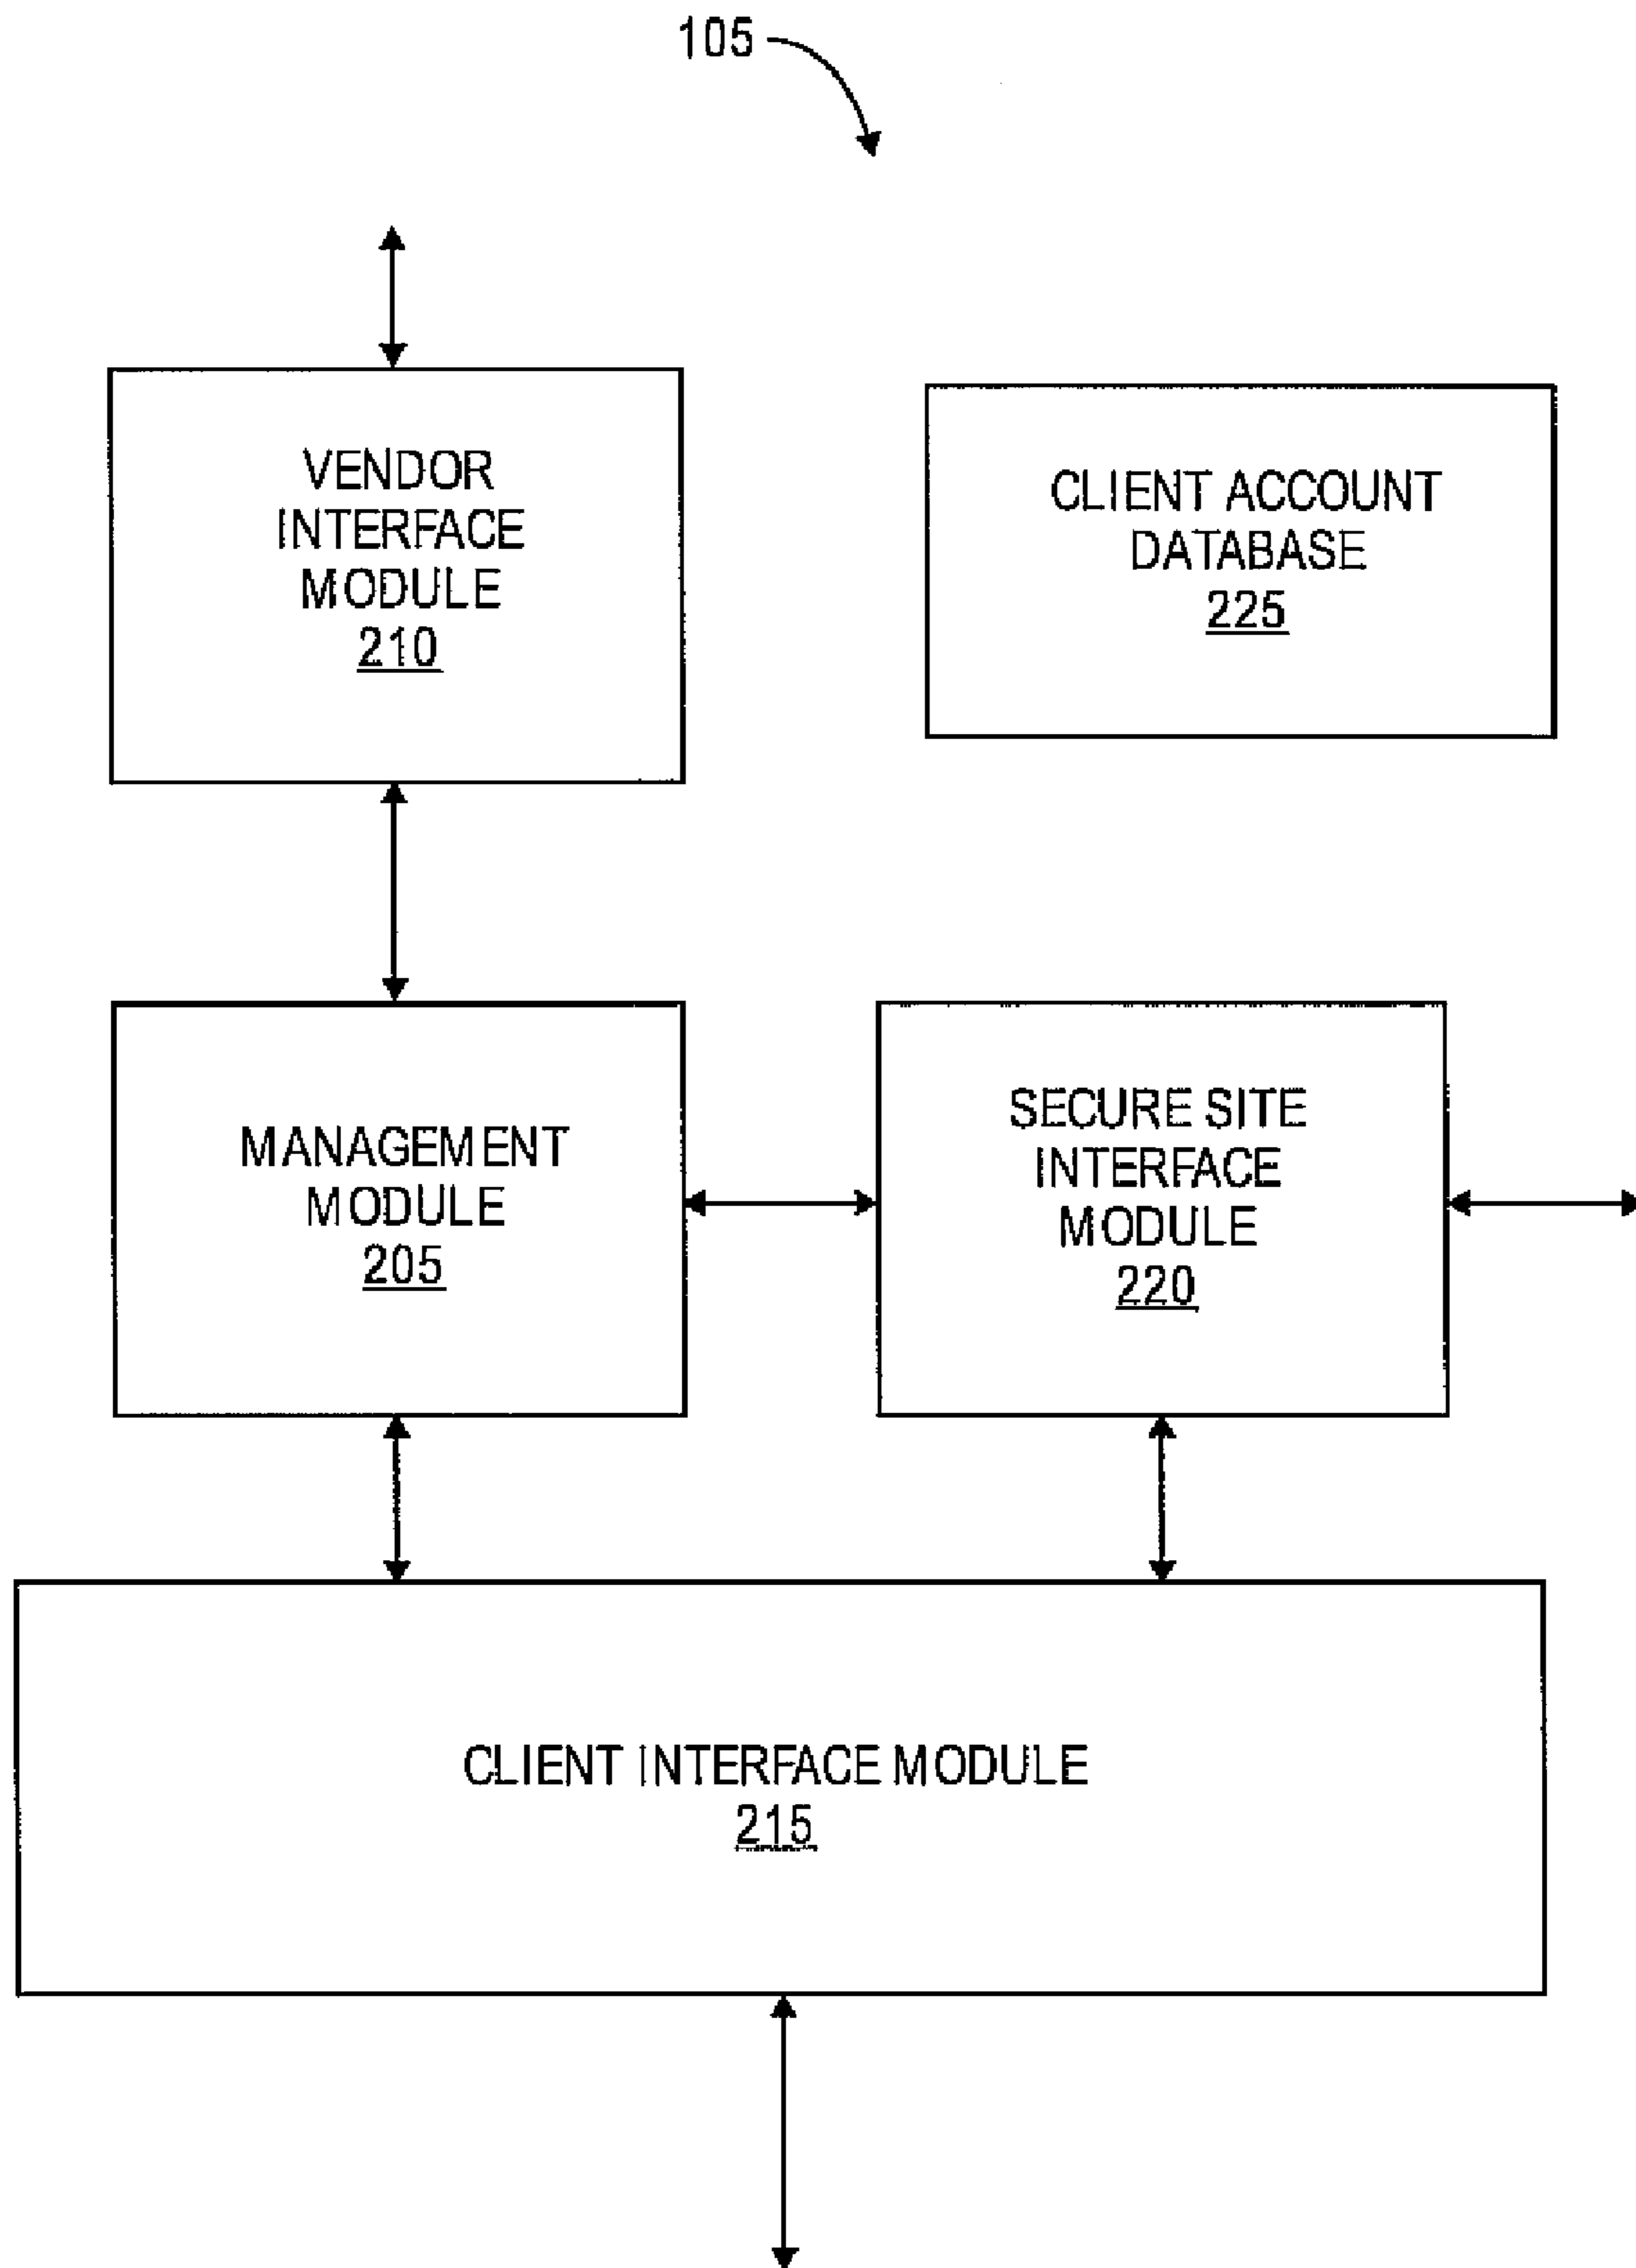 105
VENDOR
INTERFACE
MODULE
210
CLIENT ACCOUNT
DATABASE
225
MANAGEMENT
MODULE
205
SECURE SITE
INTERFACE
MODULE
220
CLIENT INTERFACE MODULE
215